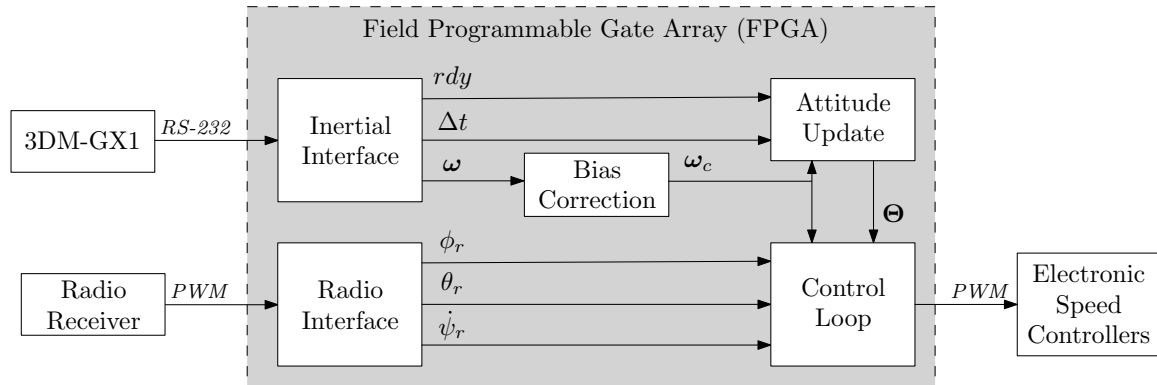 Field Programmable Gate Array (FPGA)
3DM-GX1
RS-232
Inertial
Interface
rdy
Δt
ω
Bias
Correction
ω_c
Attitude
Update
Θ
Radio
Receiver
PWM
Radio
Interface
ϕ_r
θ_r
ψ̇_r
Control
Loop
PWM
Electronic
Speed
Controllers